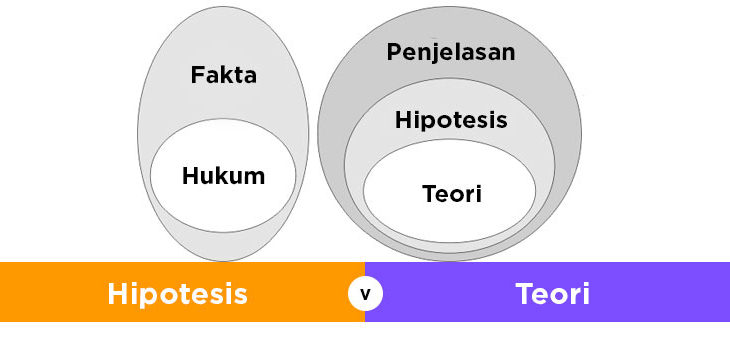 Fakta
Hukum
Penjelasan
Hipotesis
Teori
Hipotesis
v
Teori